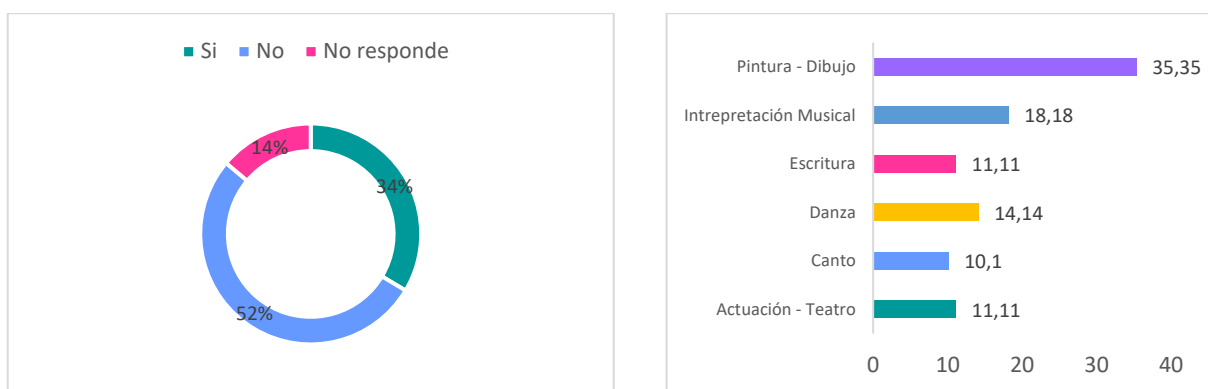 Si No No responde
14%
34%
52%
Pintura - Dibujo 35,35
Intrepretación Musical 18,18
Escritura 11,11
Danza 14,14
Canto 10,1
Actuación - Teatro 11,11
0 10 20 30 40